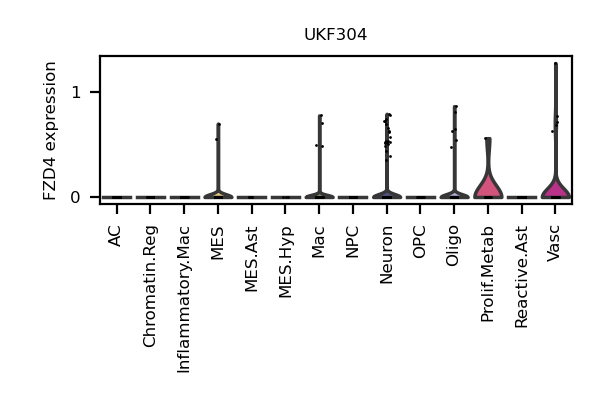 UKF304
FZD4 expression
1
0
AC
Chromatin.Reg
Inflammatory.Mac
MES
MES.Ast
MES.Hyp
Mac
NPC
Neuron
OPC
Oligo
Prolif.Metab
Reactive.Ast
Vasc